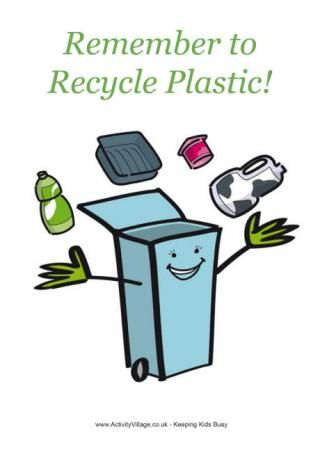 Remember to
Recycle Plastic!
www.ActivityVillage.co.uk - Keeping Kids Busy